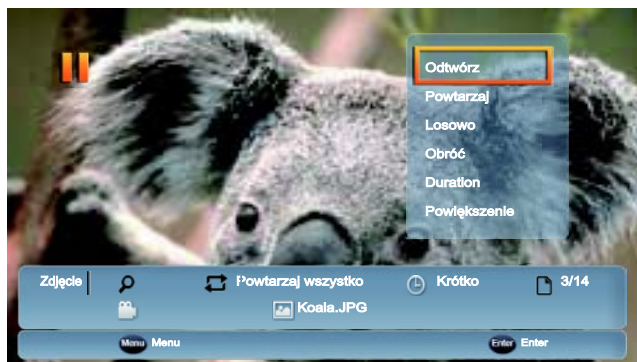 Odtwórz
Powtarzaj
Losowo
Obróć
Duration
Powiększenie
Zdjęcie Powtarzaj wszystko Krótko 3/14
Koala.JPG
Menu Menu Enter Enter